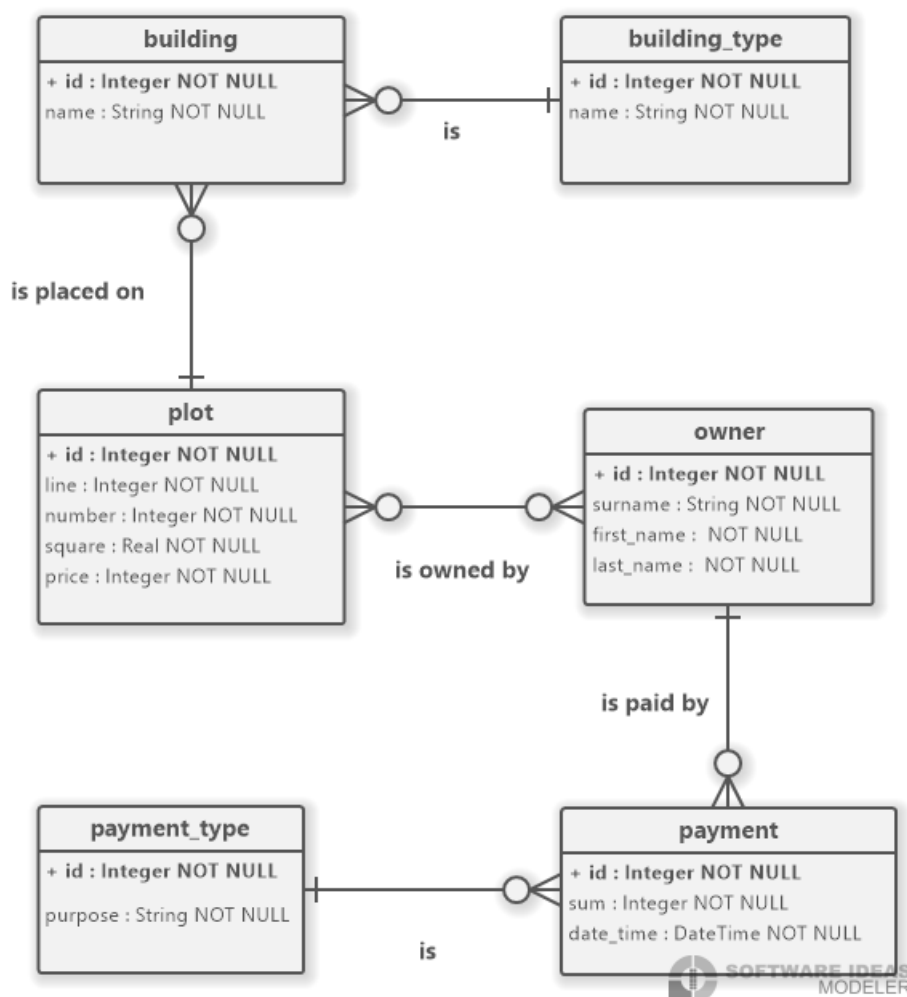 building
+ id : Integer NOT NULL
name : String NOT NULL
building_type
+ id : Integer NOT NULL
name : String NOT NULL
is
is placed on
plot
+ id : Integer NOT NULL
line : Integer NOT NULL
number : Integer NOT NULL
square : Real NOT NULL
price : Integer NOT NULL
owner
+ id : Integer NOT NULL
surname : String NOT NULL
first_name :  NOT NULL
last_name :  NOT NULL
is owned by
is paid by
payment_type
+ id : Integer NOT NULL
purpose : String NOT NULL
payment
+ id : Integer NOT NULL
sum : Integer NOT NULL
date_time : DateTime NOT NULL
is
SOFTWARE IDEAS
MODELER